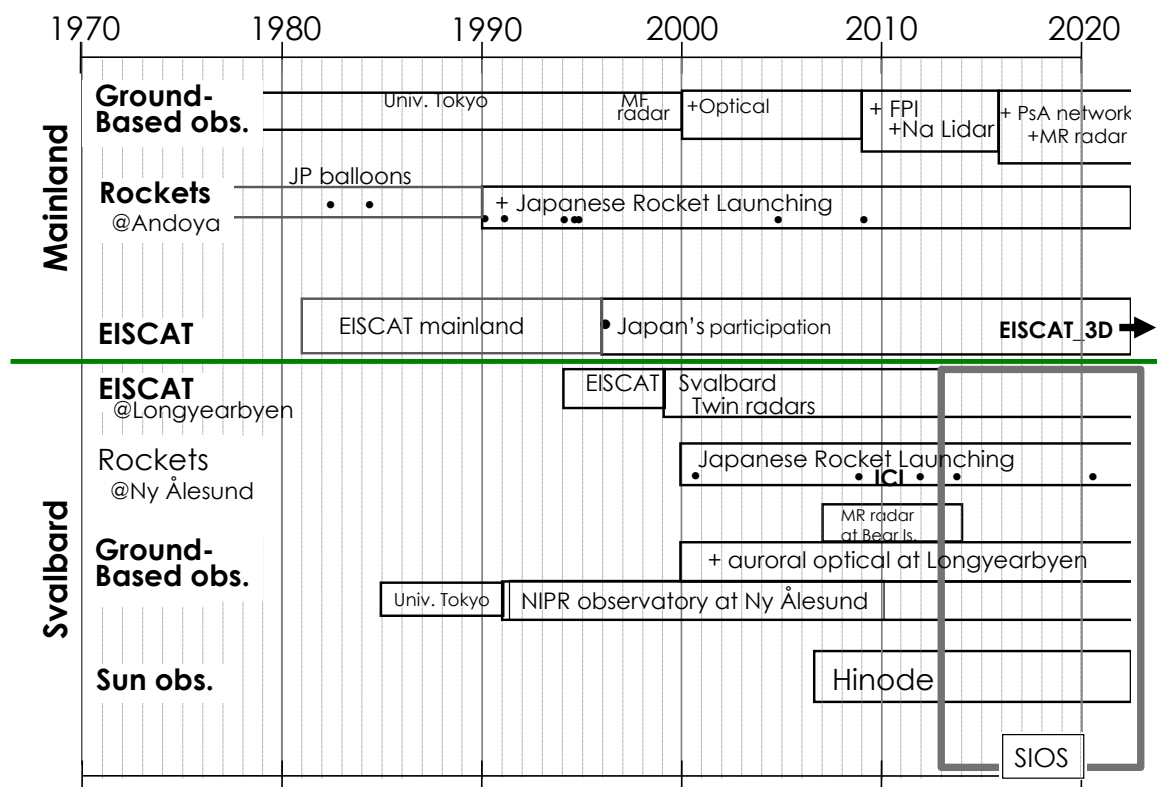 1970 1980 1990 2000 2010 2020
Mainland
Ground-
Based obs.
Univ. Tokyo
MF
radar
+Optical
+ FPI
+Na Lidar
+ PsA network
+MR radar
JP balloons
Rockets
@Andoya
+ Japanese Rocket Launching
EISCAT
EISCAT mainland
Japan's participation
EISCAT_3D
Svalbard
EISCAT
@Longyearbyen
EISCAT Svalbard
Twin radars
Rockets
@Ny Ålesund
Japanese Rocket Launching
ICI
MR radar
at Bear Is.
Ground-
Based obs.
+ auroral optical at Longyearbyen
Univ. Tokyo
NIPR observatory at Ny Ålesund
Sun obs.
Hinode
SIOS